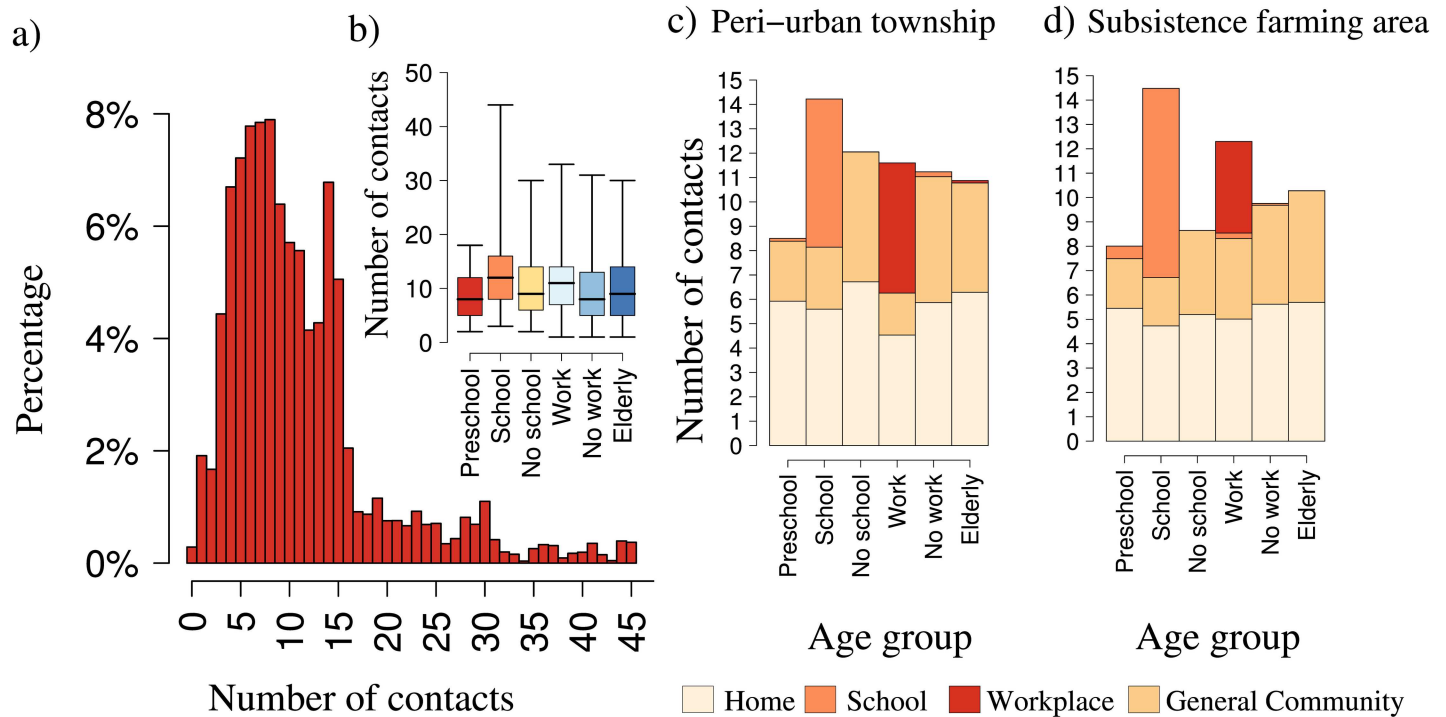 a)
Percentage
8%
6%
4%
2%
0%
0 5 10 15 20 25 30 35 40 45
Number of contacts
b)
Number of contacts
50
40
30
20
10
0
Preschool
School
No school
Work
No work
Elderly
c) Peri−urban township
Number of contacts
15
14
13
12
11
10
9
8
7
6
5
4
3
2
1
0
Preschool
School
No school
Work
No work
Elderly
Age group
d) Subsistence farming area
15
14
13
12
11
10
9
8
7
6
5
4
3
2
1
0
Preschool
School
No school
Work
No work
Elderly
Age group
Home School Workplace General Community